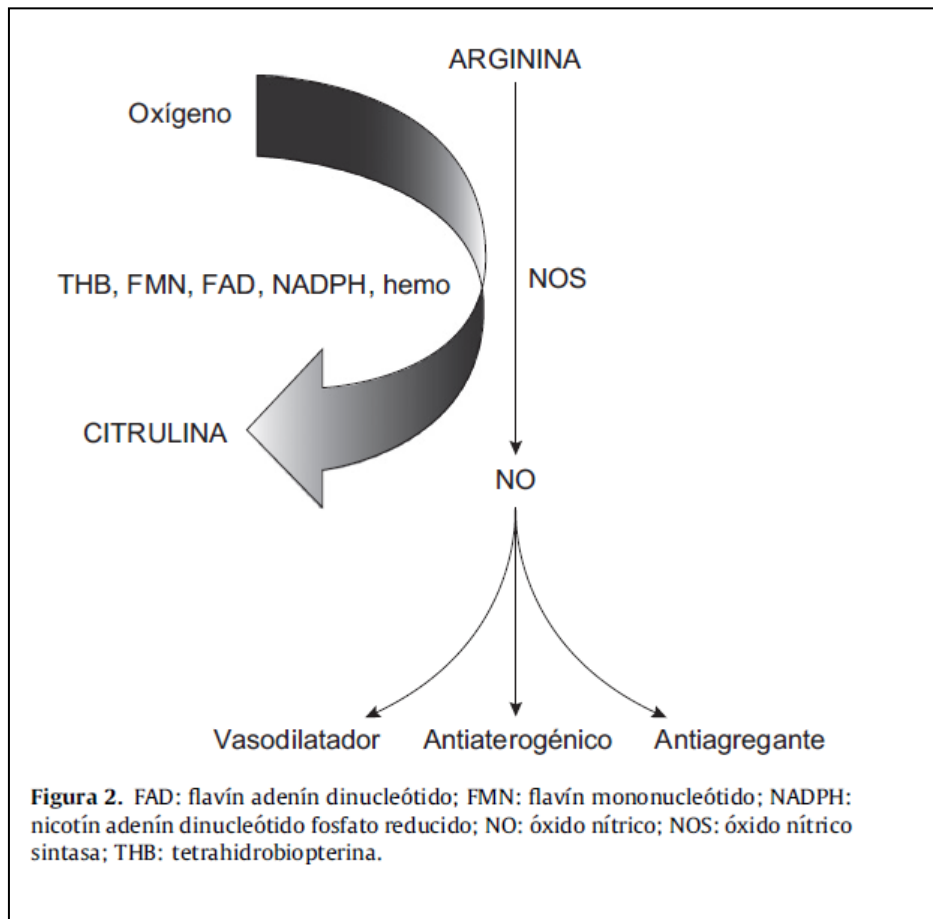 ARGININA
Oxígeno
THB, FMN, FAD, NADPH, hemo
NOS
CITRULINA
NO
Vasodilatador
Antiaterogénico
Antiagregante
Figura 2. FAD: flavín adenín dinucleótido; FMN: flavín mononucleótido; NADPH:
nicotín adenín dinucleótido fosfato reducido; NO: óxido nítrico; NOS: óxido nítrico
sintasa; THB: tetrahidrobiopterina.